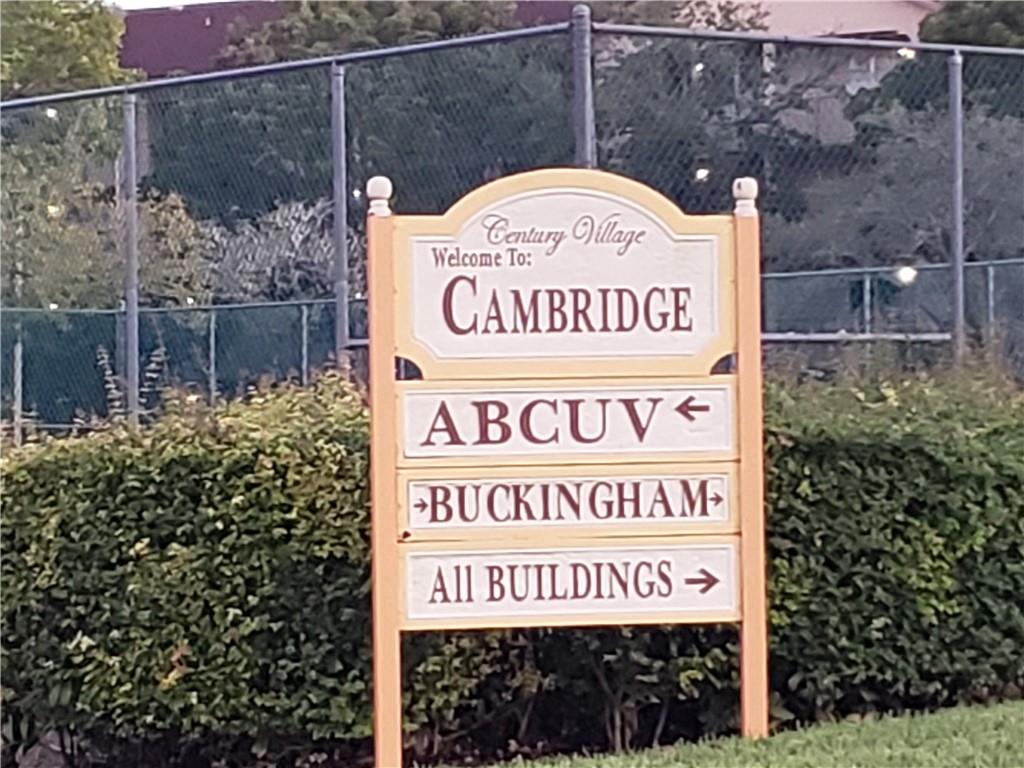 Century Village
Welcome To:
CAMBRIDGE
ABCUV ←
→BUCKINGHAM→
All BUILDINGS →